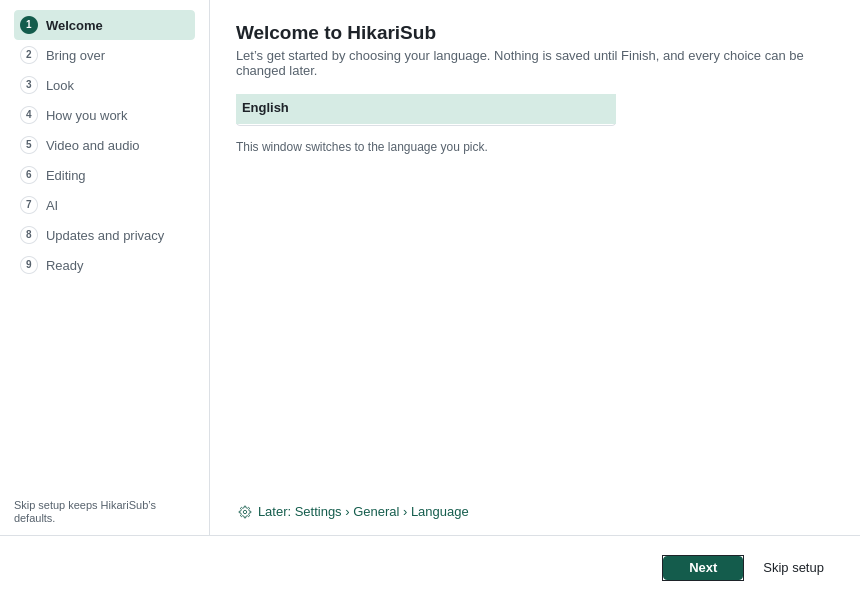 1 Welcome
2 Bring over
3 Look
4 How you work
5 Video and audio
6 Editing
7 AI
8 Updates and privacy
9 Ready
Skip setup keeps HikariSub's
defaults.
Welcome to HikariSub
Let's get started by choosing your language. Nothing is saved until Finish, and every choice can be
changed later.
English
This window switches to the language you pick.
Later: Settings › General › Language
Next
Skip setup